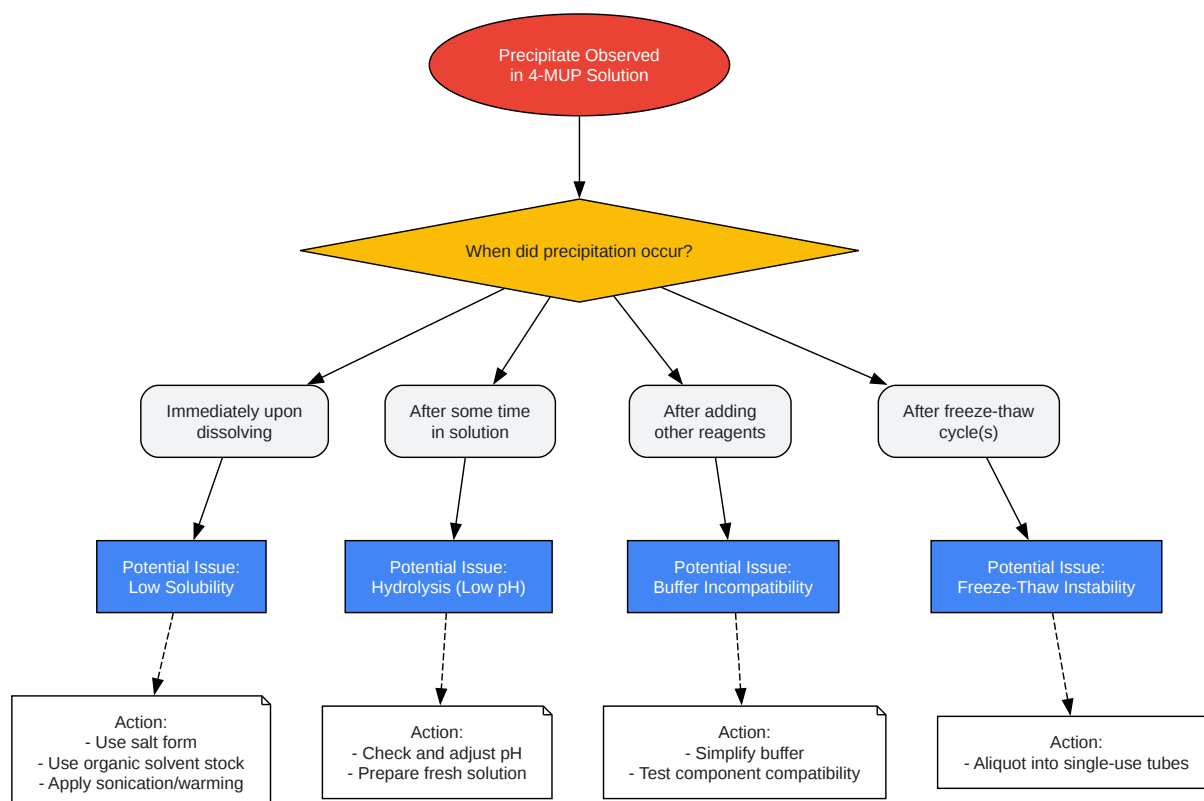 Precipitate Observed
in 4-MUP Solution
When did precipitation occur?
Immediately upon
dissolving
After some time
in solution
After adding
other reagents
After freeze-thaw
cycle(s)
Potential Issue:
Low Solubility
Potential Issue:
Hydrolysis (Low pH)
Potential Issue:
Buffer Incompatibility
Potential Issue:
Freeze-Thaw Instability
Action:
- Use salt form
- Use organic solvent stock
- Apply sonication/warming
Action:
- Check and adjust pH
- Prepare fresh solution
Action:
- Simplify buffer
- Test component compatibility
Action:
- Aliquot into single-use tubes